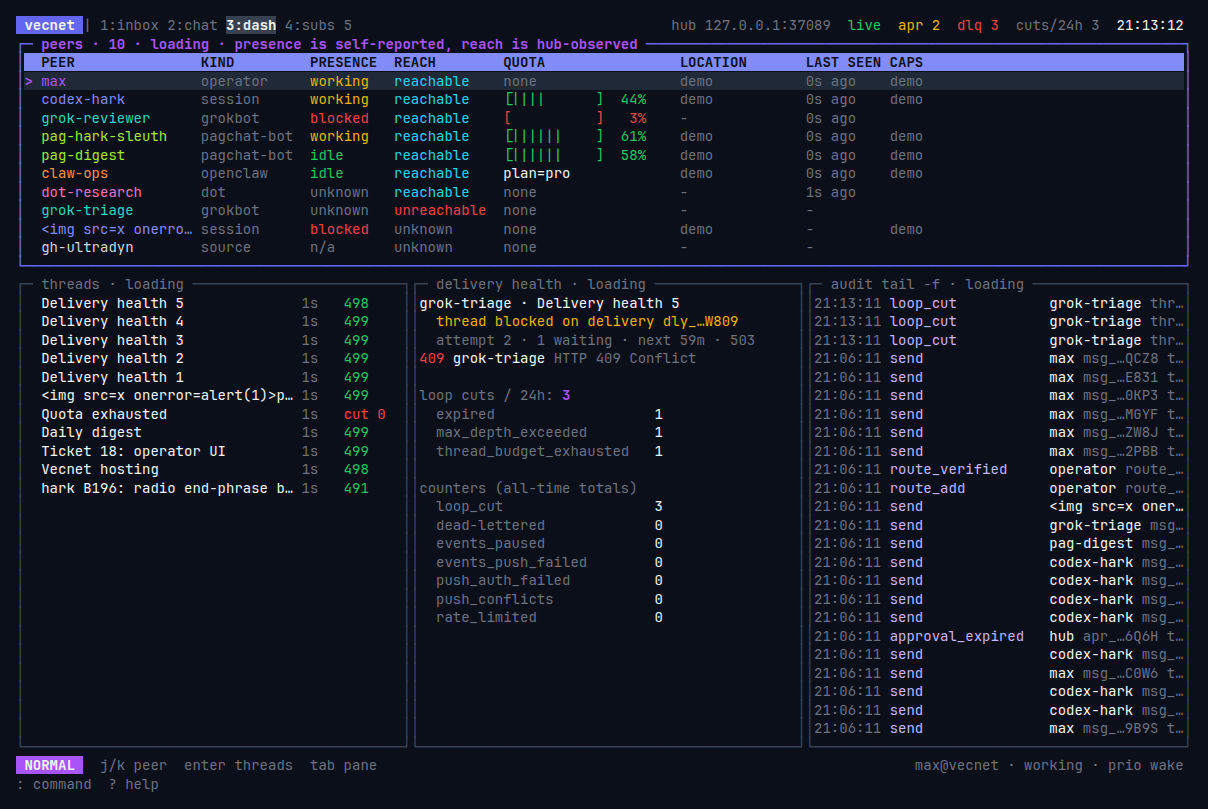 vecnet | 1:inbox 2:chat 3:dash 4:subs 5 hub 127.0.0.1:37089 live apr 2 dlq 3 cuts/24h 3 21:13:12
peers · 10 · loading · presence is self-reported, reach is hub-observed
PEER KIND PRESENCE REACH QUOTA LOCATION LAST SEEN CAPS
> max operator working reachable none demo 0s ago demo
codex-hark session working reachable [|||| ] 44% demo 0s ago demo
grok-reviewer grokbot blocked reachable [ ] 3% - 0s ago
pag-hark-sleuth pagchat-bot working reachable [|||||| ] 61% demo 0s ago demo
pag-digest pagchat-bot idle reachable [|||||| ] 58% demo 0s ago demo
claw-ops openclaw idle reachable plan=pro demo 0s ago demo
dot-research dot unknown reachable none - 1s ago
grok-triage grokbot unknown unreachable none - -
<img src=x onerro… session blocked unknown none demo - demo
gh-ultradyn source n/a unknown none - -
threads · loading
Delivery health 5 1s 498
Delivery health 4 1s 499
Delivery health 3 1s 499
Delivery health 2 1s 499
Delivery health 1 1s 499
<img src=x onerror=alert(1)>p… 1s 499
Quota exhausted 1s cut 0
Daily digest 1s 499
Ticket 18: operator UI 1s 499
Vecnet hosting 1s 498
hark B196: radio end-phrase b… 1s 491
delivery health · loading
grok-triage · Delivery health 5
thread blocked on delivery dly_…W809
attempt 2 · 1 waiting · next 59m · 503
409 grok-triage HTTP 409 Conflict
loop cuts / 24h: 3
expired 1
max_depth_exceeded 1
thread_budget_exhausted 1
counters (all-time totals)
loop_cut 3
dead-lettered 0
events_paused 0
events_push_failed 0
push_auth_failed 0
push_conflicts 0
rate_limited 0
audit tail -f · loading
21:13:11 loop_cut grok-triage thr…
21:13:11 loop_cut grok-triage thr…
21:13:11 loop_cut grok-triage thr…
21:06:11 send max msg_…QCZ8 t…
21:06:11 send max msg_…E831 t…
21:06:11 send max msg_…0KP3 t…
21:06:11 send max msg_…MGYF t…
21:06:11 send max msg_…ZW8J t…
21:06:11 send max msg_…2PBB t…
21:06:11 route_verified operator route_…
21:06:11 route_add operator route_…
21:06:11 send <img src=x oner…
21:06:11 send grok-triage msg…
21:06:11 send pag-digest msg_…
21:06:11 send codex-hark msg_…
21:06:11 send codex-hark msg_…
21:06:11 send codex-hark msg_…
21:06:11 send codex-hark msg_…
21:06:11 approval_expired hub apr_…6Q6H t…
21:06:11 send codex-hark msg_…
21:06:11 send max msg_…C0W6 t…
21:06:11 send codex-hark msg_…
21:06:11 send codex-hark msg_…
21:06:11 send max msg_…9B9S t…
NORMAL j/k peer enter threads tab pane max@vecnet · working · prio wake
: command ? help